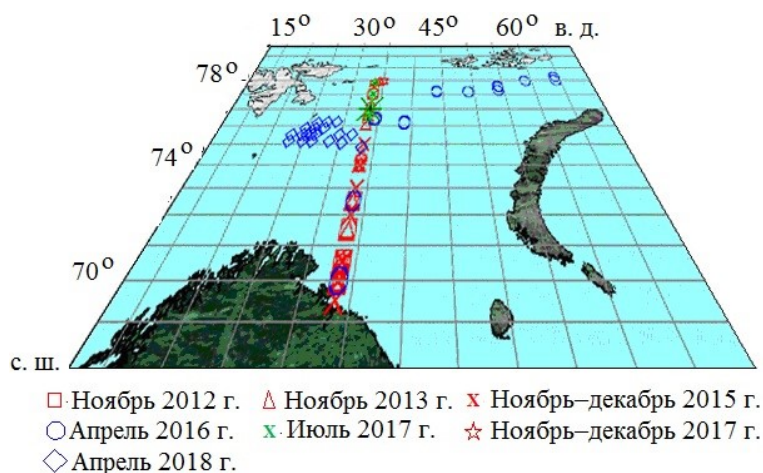 15° 30° 45° 60° в. д.
78°
74°
70°
с. ш.
□ Ноябрь 2012 г. △ Ноябрь 2013 г. x Ноябрь–декабрь 2015 г.
○ Апрель 2016 г. x Июль 2017 г. ☆ Ноябрь–декабрь 2017 г.
◇ Апрель 2018 г.